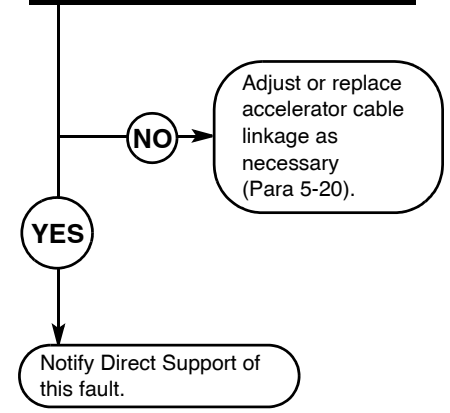 NO
Adjust or replace
accelerator cable
linkage as
necessary
(Para 5-20).
YES
Notify Direct Support of
this fault.